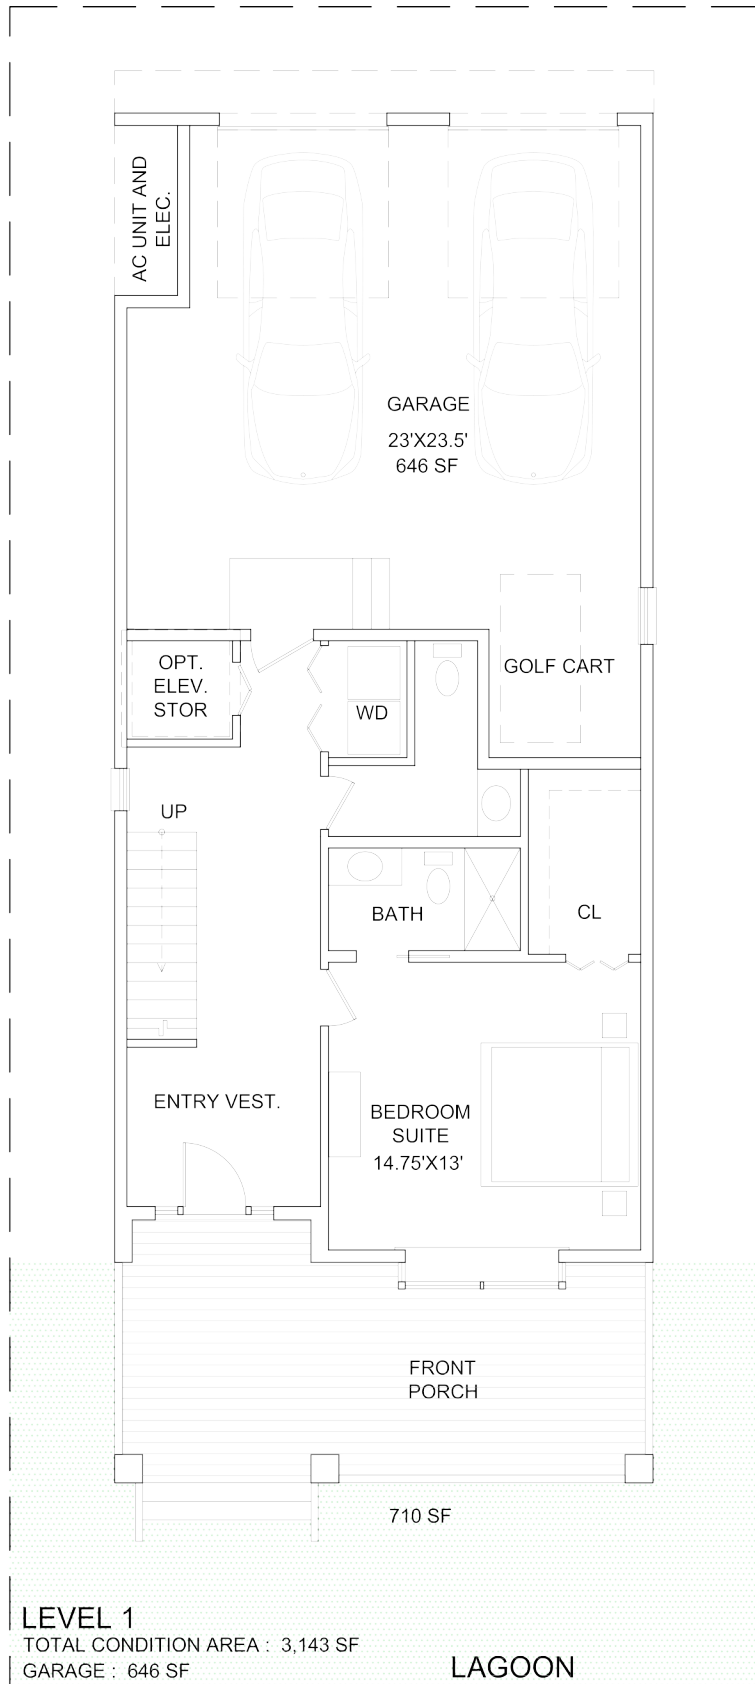 AC UNIT AND
ELEC.
GARAGE
23'X23.5'
646 SF
OPT.
ELEV.
STOR
WD
GOLF CART
UP
BATH
CL
ENTRY VEST.
BEDROOM
SUITE
14.75'X13'
FRONT
PORCH
710 SF
LEVEL 1
TOTAL CONDITION AREA : 3,143 SF
GARAGE : 646 SF
LAGOON